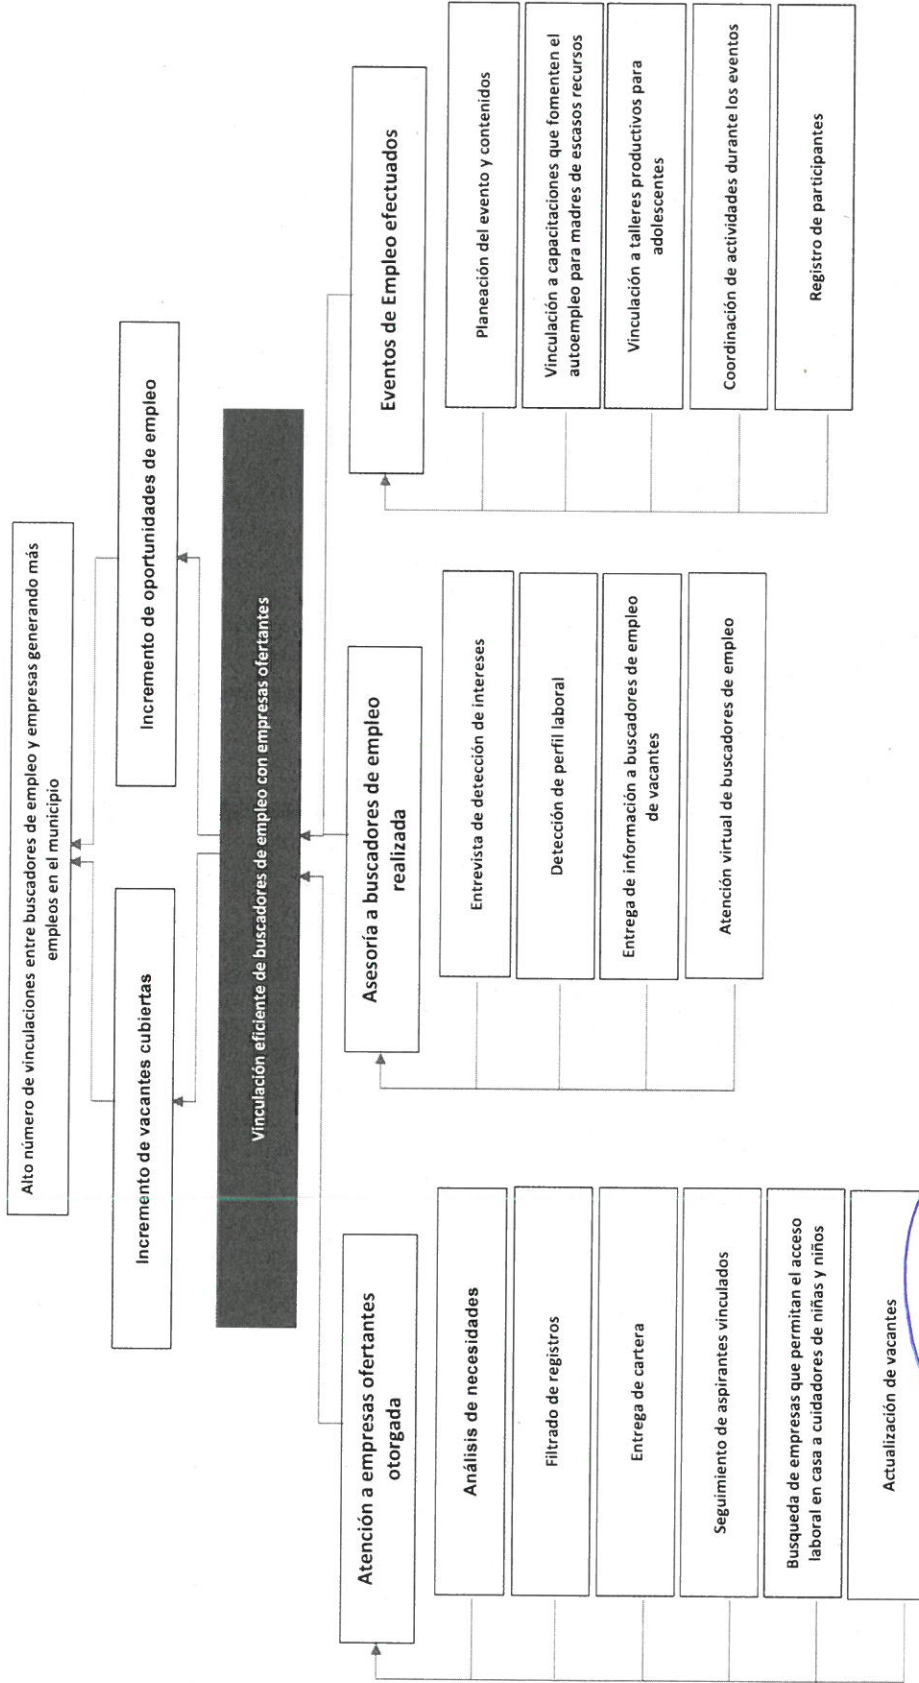 Alto número de vinculaciones entre buscadores de empleo y empresas generando más
empleos en el municipio
Incremento de vacantes cubiertas
Incremento de oportunidades de empleo
Vinculación eficiente de buscadores de empleo con empresas ofertantes
Atención a empresas ofertantes
otorgada
Análisis de necesidades
Filtrado de registros
Entrega de cartera
Seguimiento de aspirantes vinculados
Busqueda de empresas que permitan el acceso
laboral en casa a cuidadores de niñas y niños
Actualización de vacantes
Asesoría a buscadores de empleo
realizada
Entrevista de detección de intereses
Detección de perfil laboral
Entrega de información a buscadores de empleo
de vacantes
Atención virtual de buscadores de empleo
Eventos de Empleo efectuados
Planeación del evento y contenidos
Vinculación a capacitaciones que fomenten el
autoempleo para madres de escasos recursos
Vinculación a talleres productivos para
adolescentes
Coordinación de actividades durante los eventos
Registro de participantes